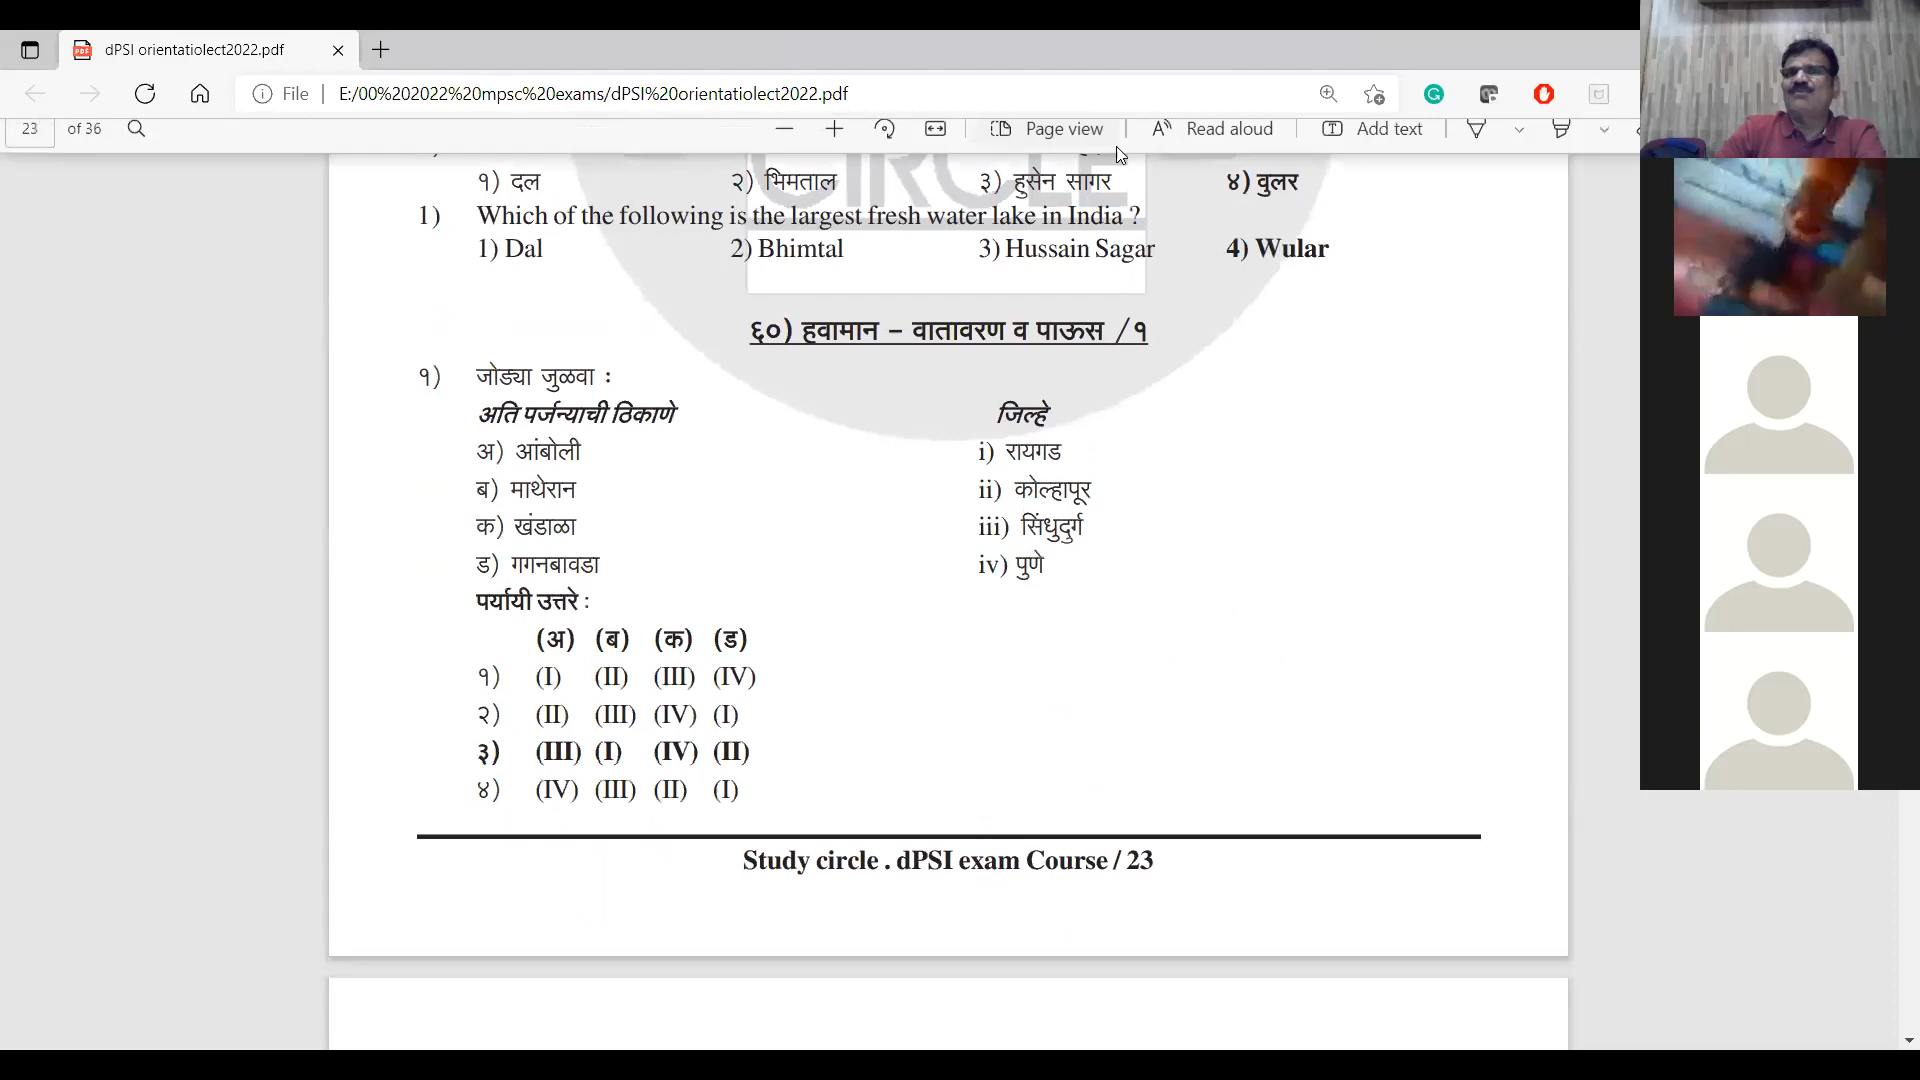 dPSI orientatiolect2022.pdf
File E:/00%202022%20mpsc%20exams/dPSI%20orientatiolect2022.pdf
23 of 36 Page view Read aloud Add text
CIRCLE
१) दल २) भिमताल ३) हुसेन सागर ४) वुलर
1) Which of the following is the largest fresh water lake in India ?
1) Dal 2) Bhimtal 3) Hussain Sagar 4) Wular
६०) हवामान – वातावरण व पाऊस /१
१) जोड्या जुळवा :
अति पर्जन्याची ठिकाणे जिल्हे
अ) आंबोली i) रायगड
ब) माथेरान ii) कोल्हापूर
क) खंडाळा iii) सिंधुदुर्ग
ड) गगनबावडा iv) पुणे
पर्यायी उत्तरे :
(अ) (ब) (क) (ड)
१) (I) (II) (III) (IV)
२) (II) (III) (IV) (I)
३) (III) (I) (IV) (II)
४) (IV) (III) (II) (I)
Study circle . dPSI exam Course / 23